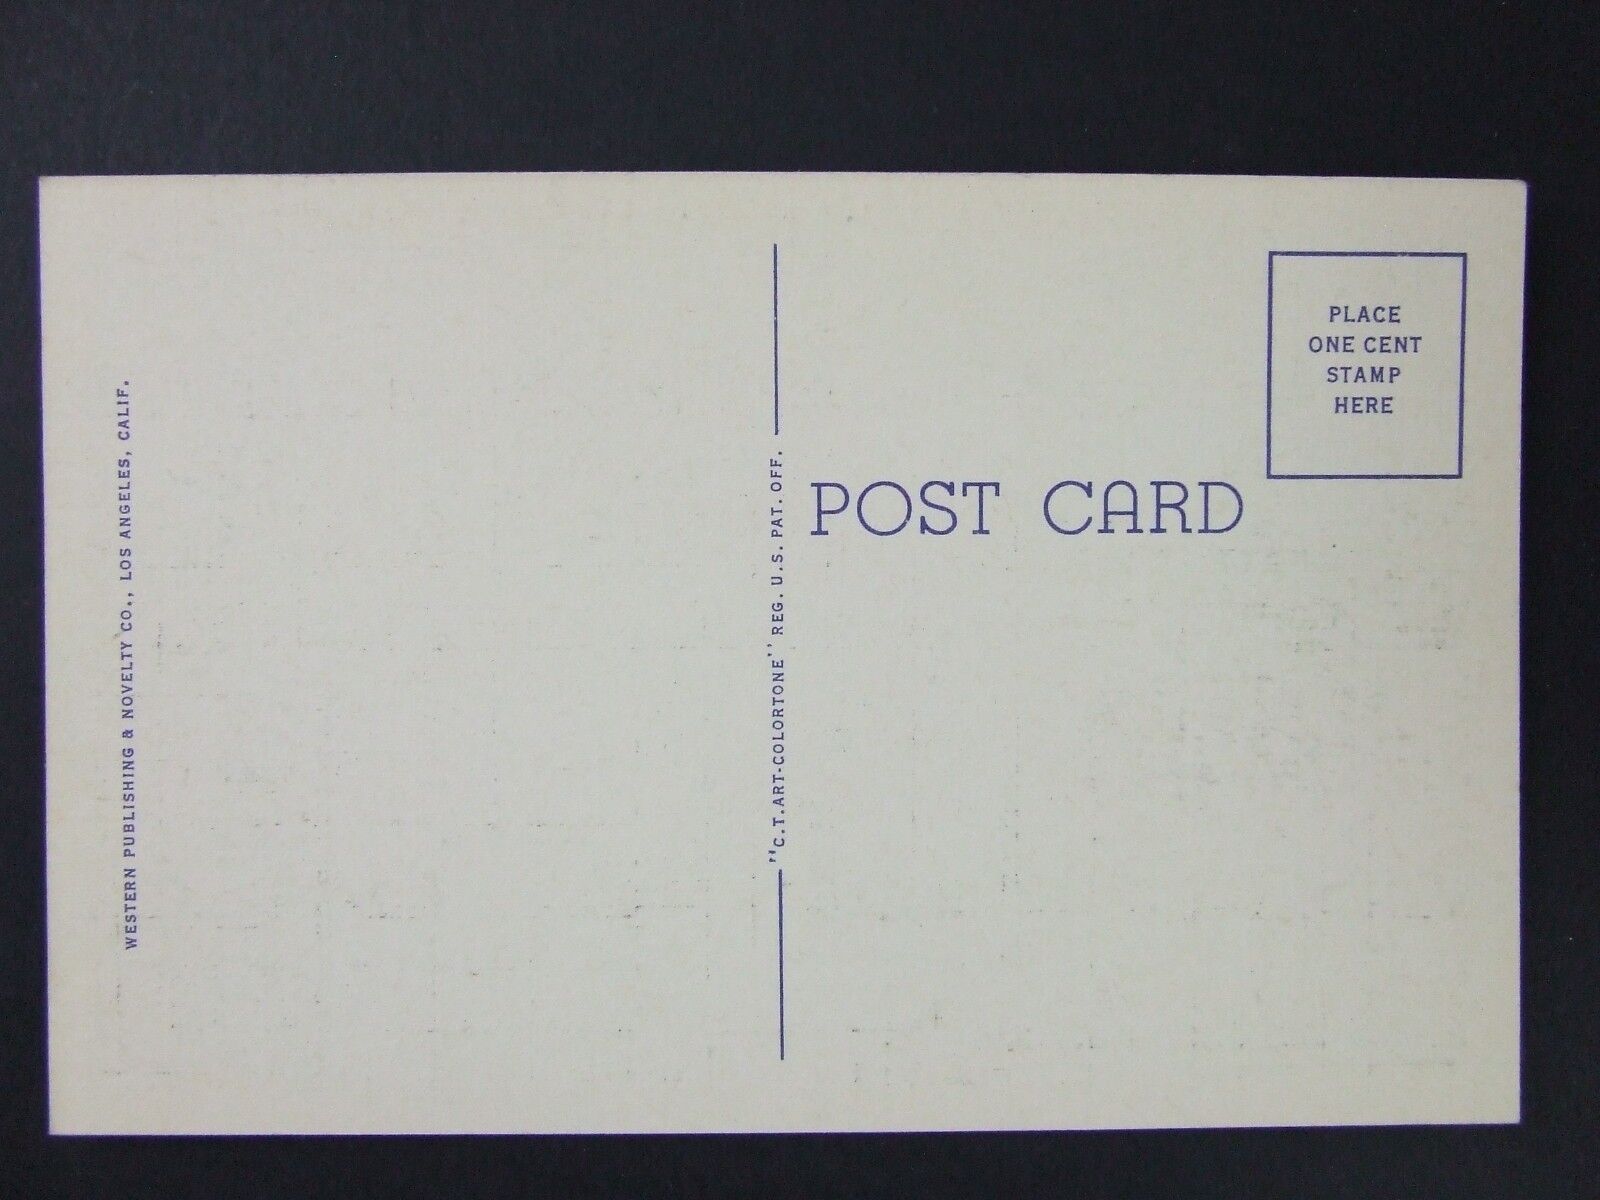 WESTERN PUBLISHING & NOVELTY CO., LOS ANGELES, CALIF.
"C.T.ART-COLORTONE" REG. U.S. PAT. OFF.
POST CARD
PLACE
ONE CENT
STAMP
HERE